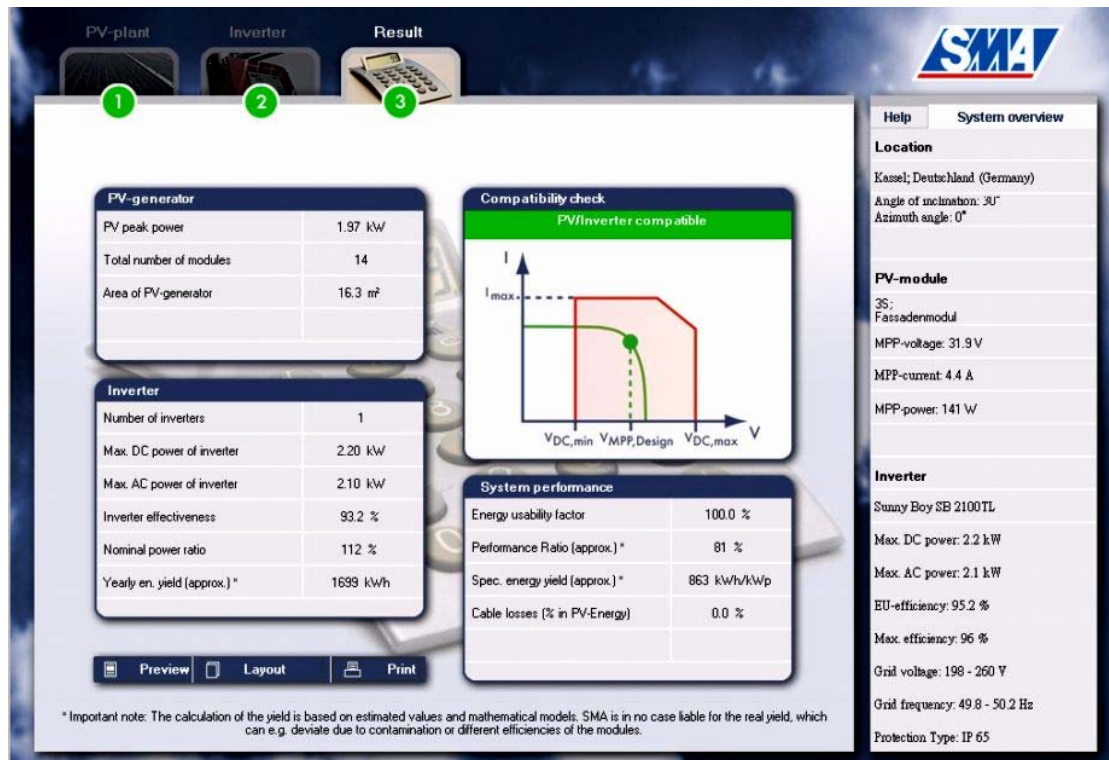 PV-plant
Inverter
Result
SMA
1
2
3
Help
System overview
Location
Kassel; Deutschland (Germany)
Angle of inclination: 30°
Azimuth angle: 0°
PV-module
3S;
Fassadenmodul
MPP-voltage: 31.9 V
MPP-current: 4.4 A
MPP-power: 141 W
Inverter
Sunny Boy SB 2100TL
Max. DC power: 2.2 kW
Max. AC power: 2.1 kW
EU-efficiency: 95.2 %
Max. efficiency: 96 %
Grid voltage: 198 - 260 V
Grid frequency: 49.8 - 50.2 Hz
Protection Type: IP 65
PV-generator
PV peak power 1.97 kW
Total number of modules 14
Area of PV-generator 16.3 m²
Inverter
Number of inverters 1
Max. DC power of inverter 2.20 kW
Max. AC power of inverter 2.10 kW
Inverter effectiveness 93.2 %
Nominal power ratio 112 %
Yearly en. yield (approx.) * 1699 kWh
Compatibility check
PV/Inverter compatible
I
Imax.
VDC,min VMPP,Design VDC,max V
System performance
Energy usability factor 100.0 %
Performance Ratio (approx.) * 81 %
Spec. energy yield (approx.) * 863 kWh/kWp
Cable losses (% in PV-Energy) 0.0 %
Preview Layout Print
* Important note: The calculation of the yield is based on estimated values and mathematical models. SMA is in no case liable for the real yield, which
can e.g. deviate due to contamination or different efficiencies of the modules.